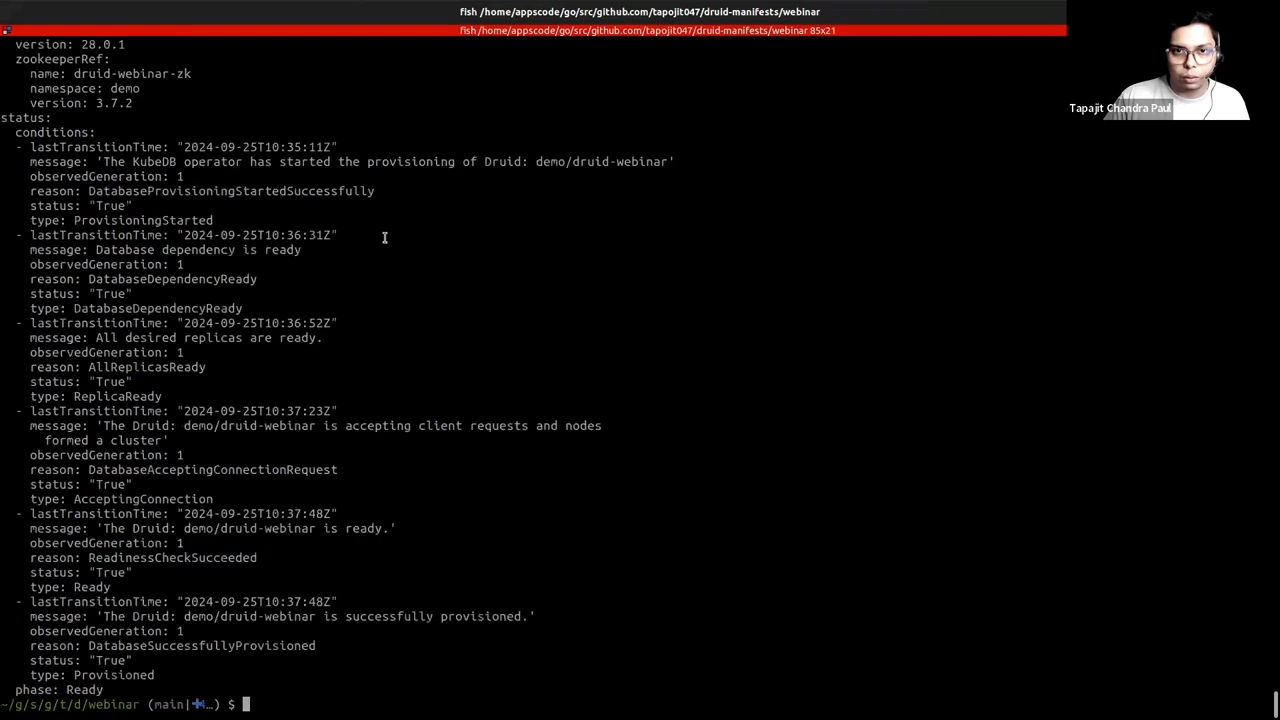 fish /home/appscode/go/src/github.com/tapojit047/druid-manifests/webinar
fish /home/appscode/go/src/github.com/tapojit047/druid-manifests/webinar 85x21
version: 28.0.1
zookeeperRef:
name: druid-webinar-zk
namespace: demo
version: 3.7.2
status:
conditions:
- lastTransitionTime: "2024-09-25T10:35:11Z"
message: 'The KubeDB operator has started the provisioning of Druid: demo/druid-webinar'
observedGeneration: 1
reason: DatabaseProvisioningStartedSuccessfully
status: "True"
type: ProvisioningStarted
- lastTransitionTime: "2024-09-25T10:36:31Z"
message: Database dependency is ready
observedGeneration: 1
reason: DatabaseDependencyReady
status: "True"
type: DatabaseDependencyReady
- lastTransitionTime: "2024-09-25T10:36:52Z"
message: All desired replicas are ready.
observedGeneration: 1
reason: AllReplicasReady
status: "True"
type: ReplicaReady
- lastTransitionTime: "2024-09-25T10:37:23Z"
message: 'The Druid: demo/druid-webinar is accepting client requests and nodes
formed a cluster'
observedGeneration: 1
reason: DatabaseAcceptingConnectionRequest
status: "True"
type: AcceptingConnection
- lastTransitionTime: "2024-09-25T10:37:48Z"
message: 'The Druid: demo/druid-webinar is ready.'
observedGeneration: 1
reason: ReadinessCheckSucceeded
status: "True"
type: Ready
- lastTransitionTime: "2024-09-25T10:37:48Z"
message: 'The Druid: demo/druid-webinar is successfully provisioned.'
observedGeneration: 1
reason: DatabaseSuccessfullyProvisioned
status: "True"
type: Provisioned
phase: Ready
~/g/s/g/t/d/webinar (main|…) $
Tapajit Chandra Paul